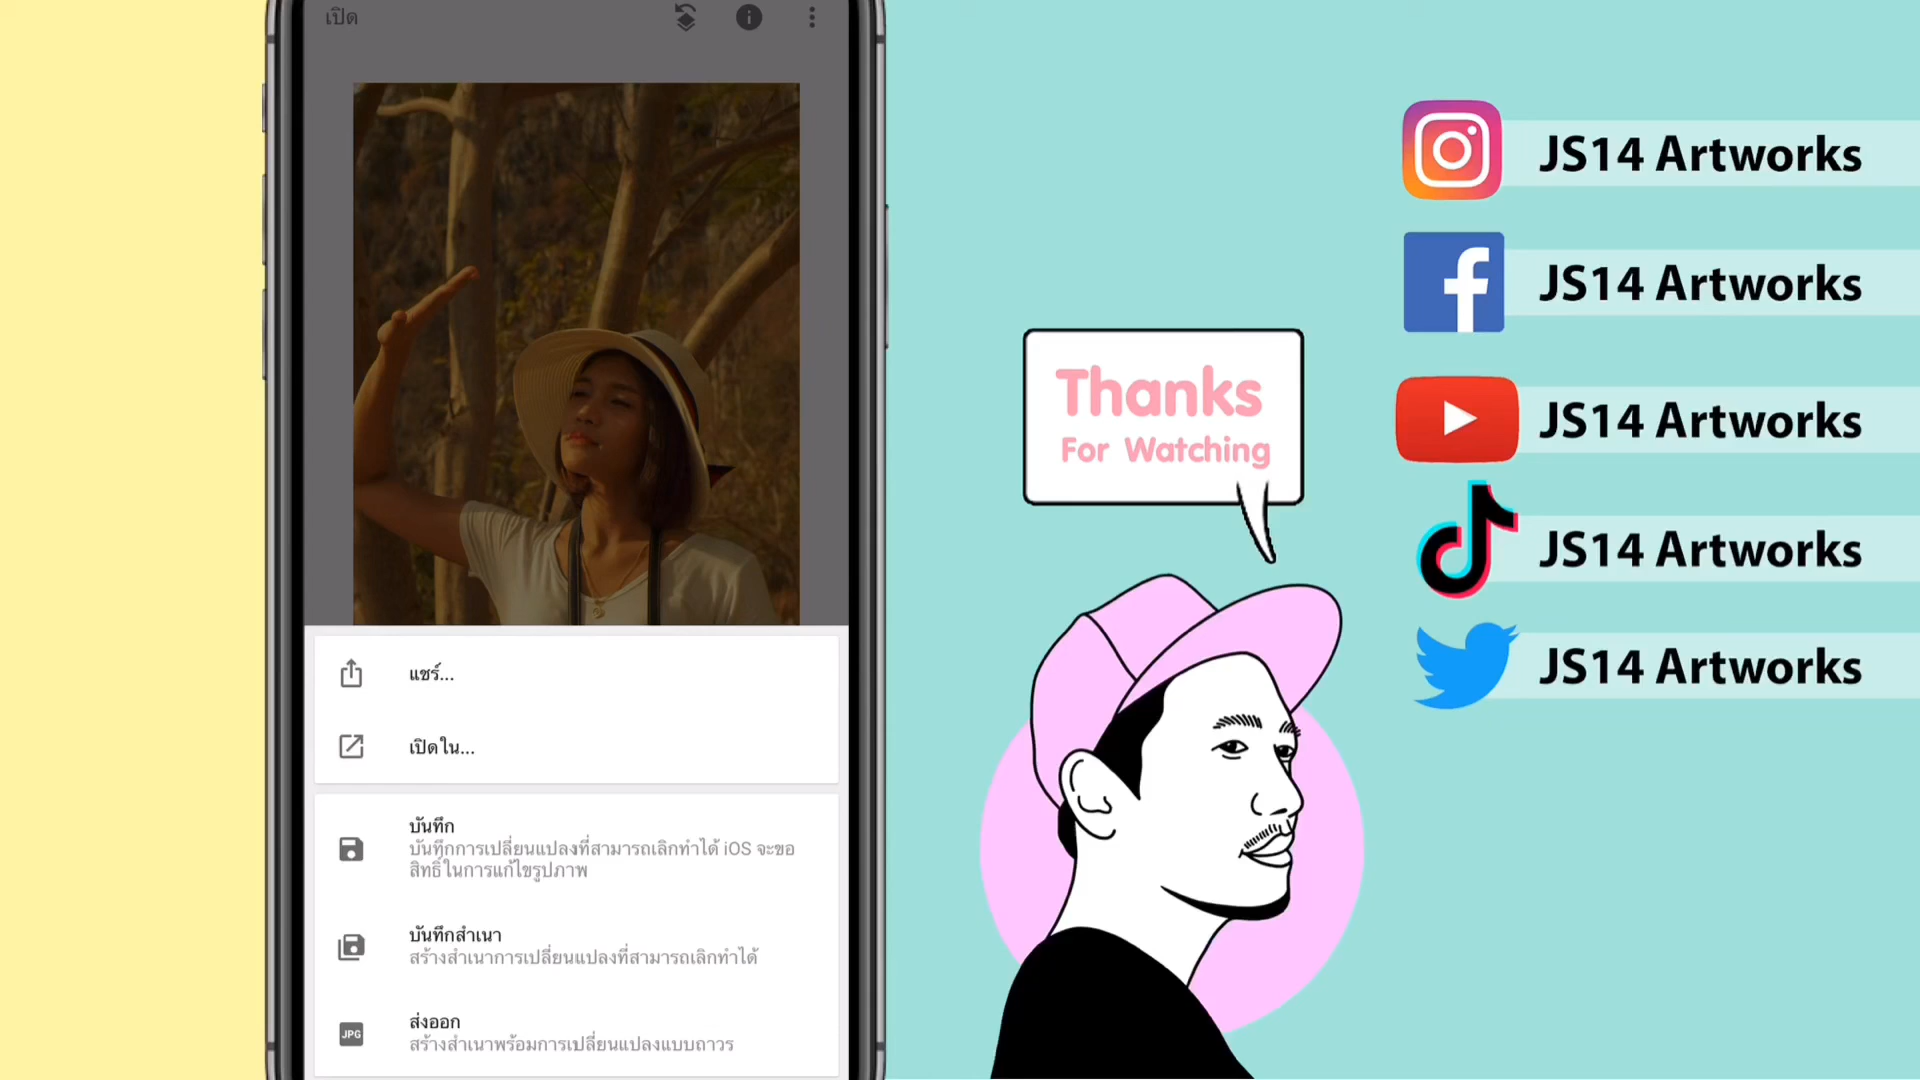 เปิด
แชร์...
เปิดใน...
บันทึก
บันทึกการเปลี่ยนแปลงที่สามารถเลิกทำได้ iOS จะขอ
สิทธิ์ในการแก้ไขรูปภาพ
บันทึกสำเนา
สร้างสำเนาการเปลี่ยนแปลงที่สามารถเลิกทำได้
JPG
ส่งออก
สร้างสำเนาพร้อมการเปลี่ยนแปลงแบบถาวร
Thanks
For Watching
JS14 Artworks
JS14 Artworks
JS14 Artworks
JS14 Artworks
JS14 Artworks